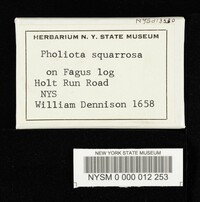 HERBARIUM N. Y. STATE MUSEUM
Pholiota squarrosa
on Fagus log
Holt Run Road
NYS
William Dennison 1658
NEW YORK STATE MUSEUM
NYSM 0 000 012 253